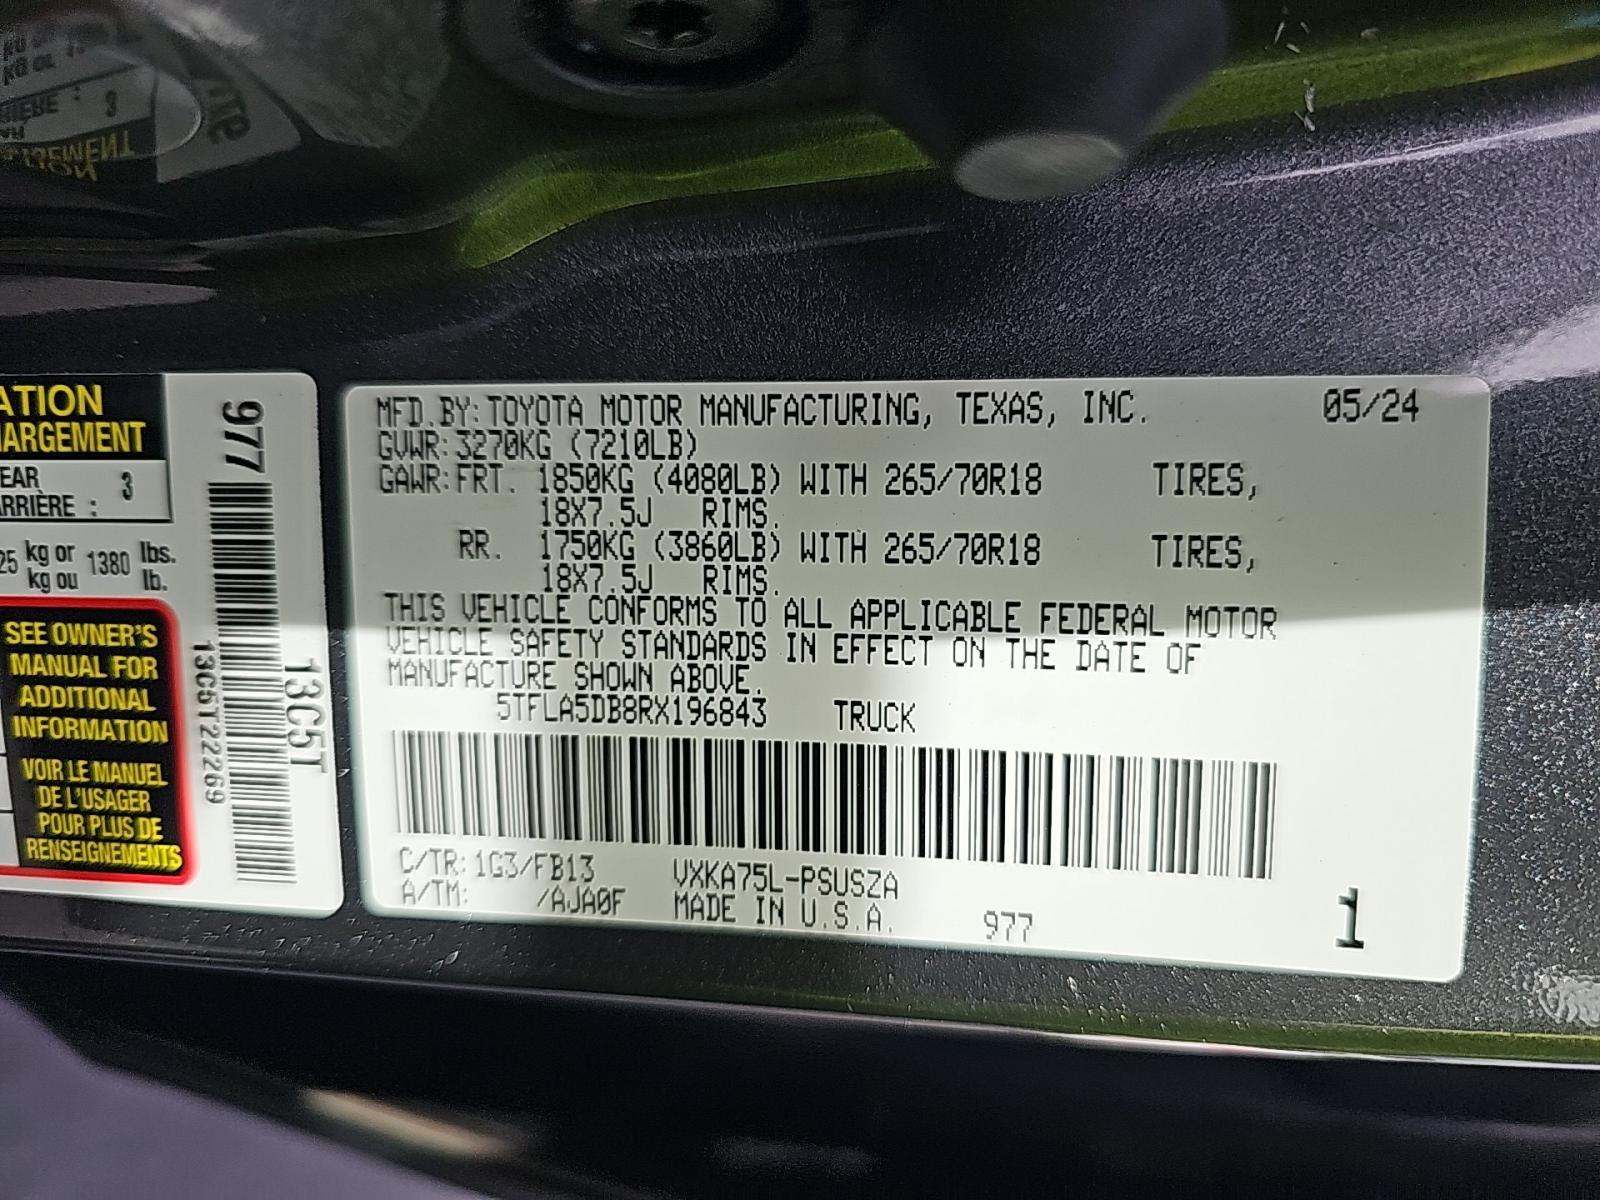 ATION
HARGEMENT
EAR
ARRIÈRE : 3
25 kg or 1380 lbs.
kg ou lb.
SEE OWNER'S
MANUAL FOR
ADDITIONAL
INFORMATION
VOIR LE MANUEL
DE L'USAGER
POUR PLUS DE
RENSEIGNEMENTS
977
13C5T22269
13C5T
MFD.BY:TOYOTA MOTOR MANUFACTURING, TEXAS, INC. 05/24
GVWR:3270KG (7210LB)
GAWR:FRT. 1850KG (4080LB) WITH 265/70R18 TIRES,
18X7.5J RIMS.
RR. 1750KG (3860LB) WITH 265/70R18 TIRES,
18X7.5J RIMS.
THIS VEHICLE CONFORMS TO ALL APPLICABLE FEDERAL MOTOR
VEHICLE SAFETY STANDARDS IN EFFECT ON THE DATE OF
MANUFACTURE SHOWN ABOVE.
5TFLA5DB8RX196843 TRUCK
C/TR:1G3/FB13 VXKA75L-PSUSZA
A/TM: /AJA0F MADE IN U.S.A. 977 1